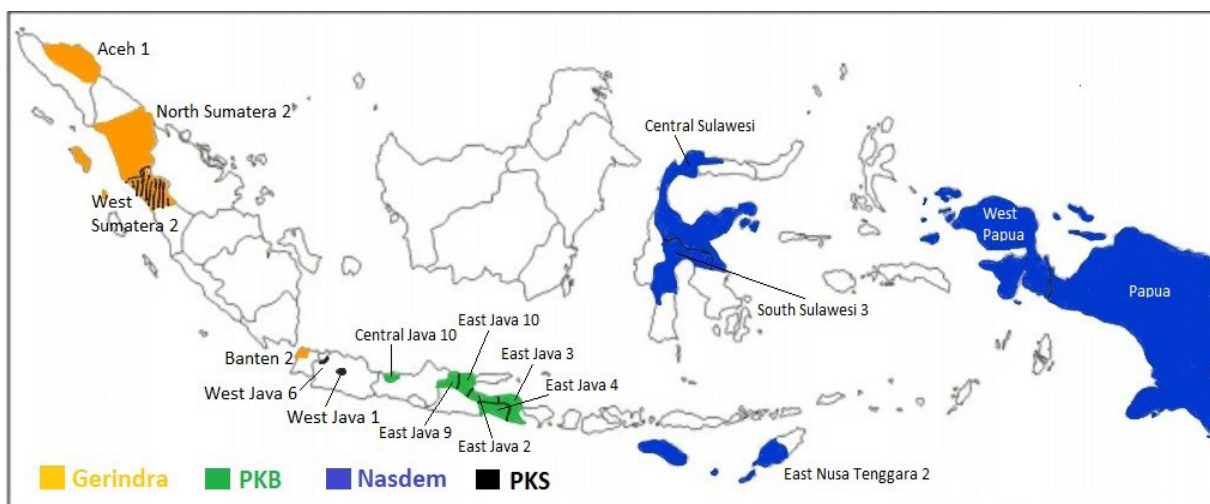 Aceh 1
North Sumatera 2
West
Sumatera 2
Central Sulawesi
West
Papua
Papua
South Sulawesi 3
East Java 10
Central Java 10
East Java 3
Banten 2
East Java 4
West Java 6
West Java 1
East Java 9
East Java 2
East Nusa Tenggara 2
Gerindra
PKB
Nasdem
PKS